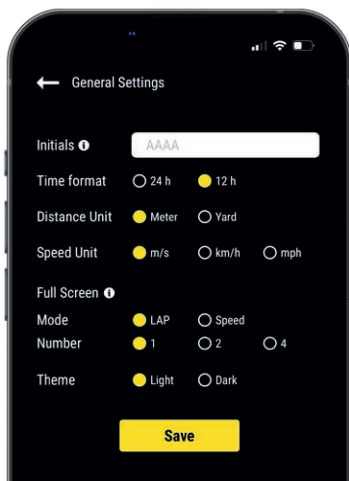 General Settings
Initials
AAAA
Time format 24 h 12 h
Distance Unit Meter Yard
Speed Unit m/s km/h mph
Full Screen
Mode LAP Speed
Number 1 2 4
Theme Light Dark
Save